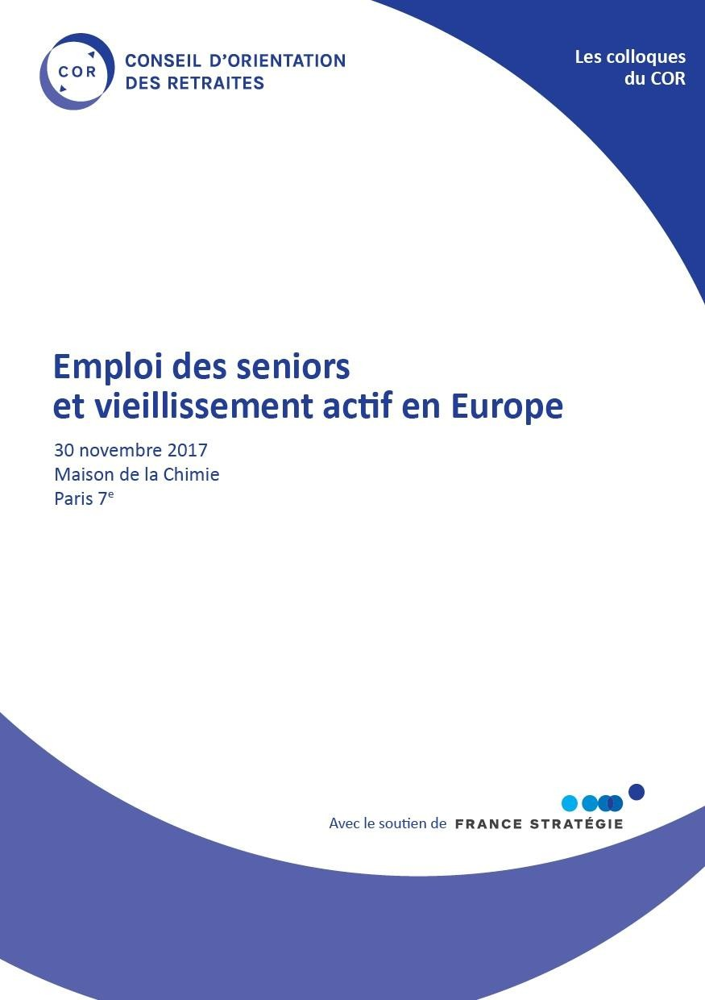 COR
CONSEIL D'ORIENTATION
DES RETRAITES
Les colloques
du COR
Emploi des seniors
et vieillissement actif en Europe
30 novembre 2017
Maison de la Chimie
Paris 7e
Avec le soutien de FRANCE STRATÉGIE